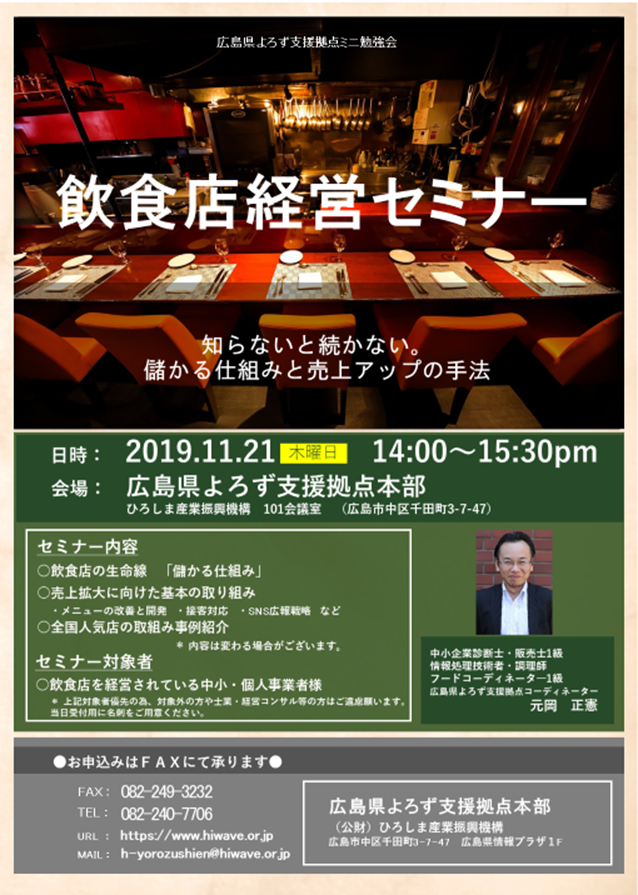 広島県よろず支援拠点ミニ勉強会
飲食店経営セミナー
知らないと続かない。
儲かる仕組みと売上アップの手法
日時： 2019.11.21 木曜日 14:00～15:30pm
会場： 広島県よろず支援拠点本部
ひろしま産業振興機構 101会議室 （広島市中区千田町3-7-47）
セミナー内容
○飲食店の生命線 「儲かる仕組み」
○売上拡大に向けた基本の取り組み
・メニューの改善と開発 ・接客対応 ・SNS広報戦略 など
○全国人気店の取組み事例紹介
＊内容は変わる場合がございます。
セミナー対象者
○飲食店を経営されている中小・個人事業者様
＊ 上記対象者優先の為、対象外の方や士業・経営コンサル等の方はご遠慮願います。
当日受付用に名刺をご用意ください。
中小企業診断士・販売士1級
情報処理技術者・調理師
フードコーディネーター1級
広島県よろず支援拠点コーディネーター
元岡 正憲
●お申込みはＦＡＸにて承ります●
FAX： 082-249-3232
TEL： 082-240-7706
URL： https://www.hiwave.or.jp
MAIL： h-yorozushien@hiwave.or.jp
広島県よろず支援拠点本部
（公財）ひろしま産業振興機構
広島市中区千田町3-7-47 広島県情報プラザ１F